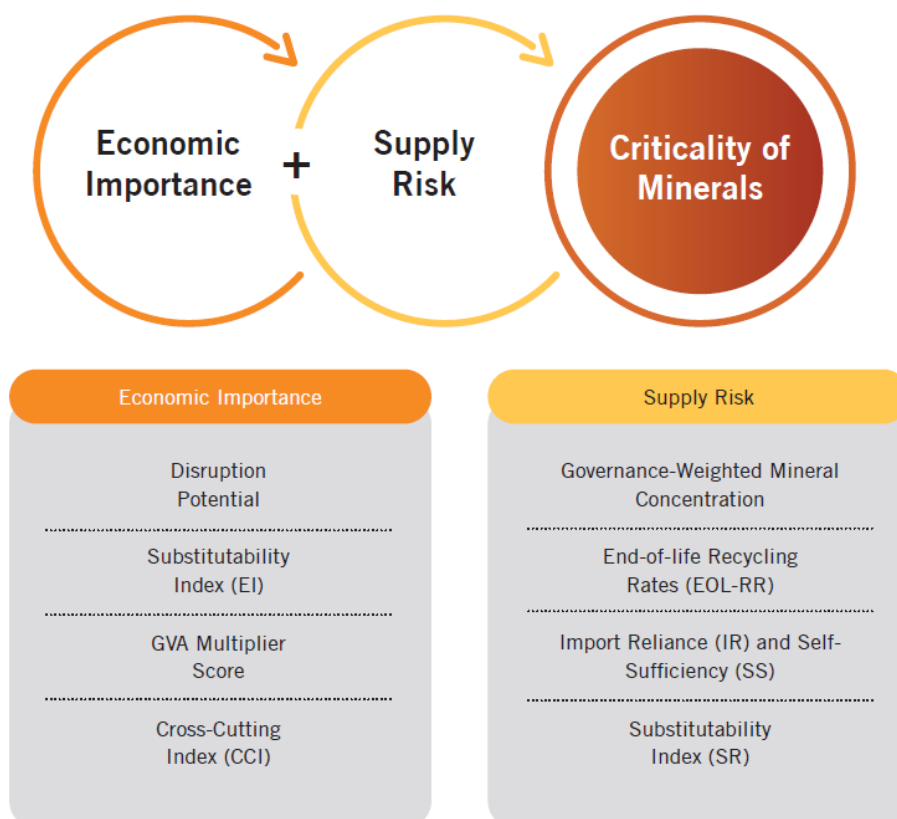 Economic
Importance
+
Supply
Risk
Criticality of
Minerals
Economic Importance
Disruption
Potential
Substitutability
Index (EI)
GVA Multiplier
Score
Cross-Cutting
Index (CCI)
Supply Risk
Governance-Weighted Mineral
Concentration
End-of-life Recycling
Rates (EOL-RR)
Import Reliance (IR) and Self-
Sufficiency (SS)
Substitutability
Index (SR)